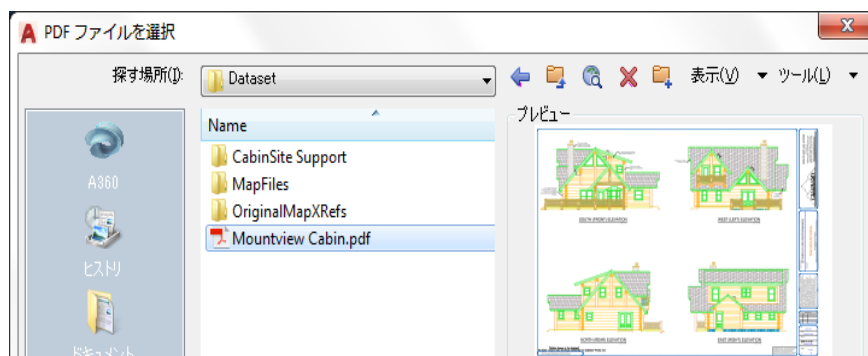 PDF ファイルを選択
探す場所(I):
Dataset
表示(V)
ツール(L)
Name
プレビュー
A360
ヒストリ
ドキュメント
CabinSite Support
MapFiles
OriginalMapXRefs
Mountview Cabin.pdf